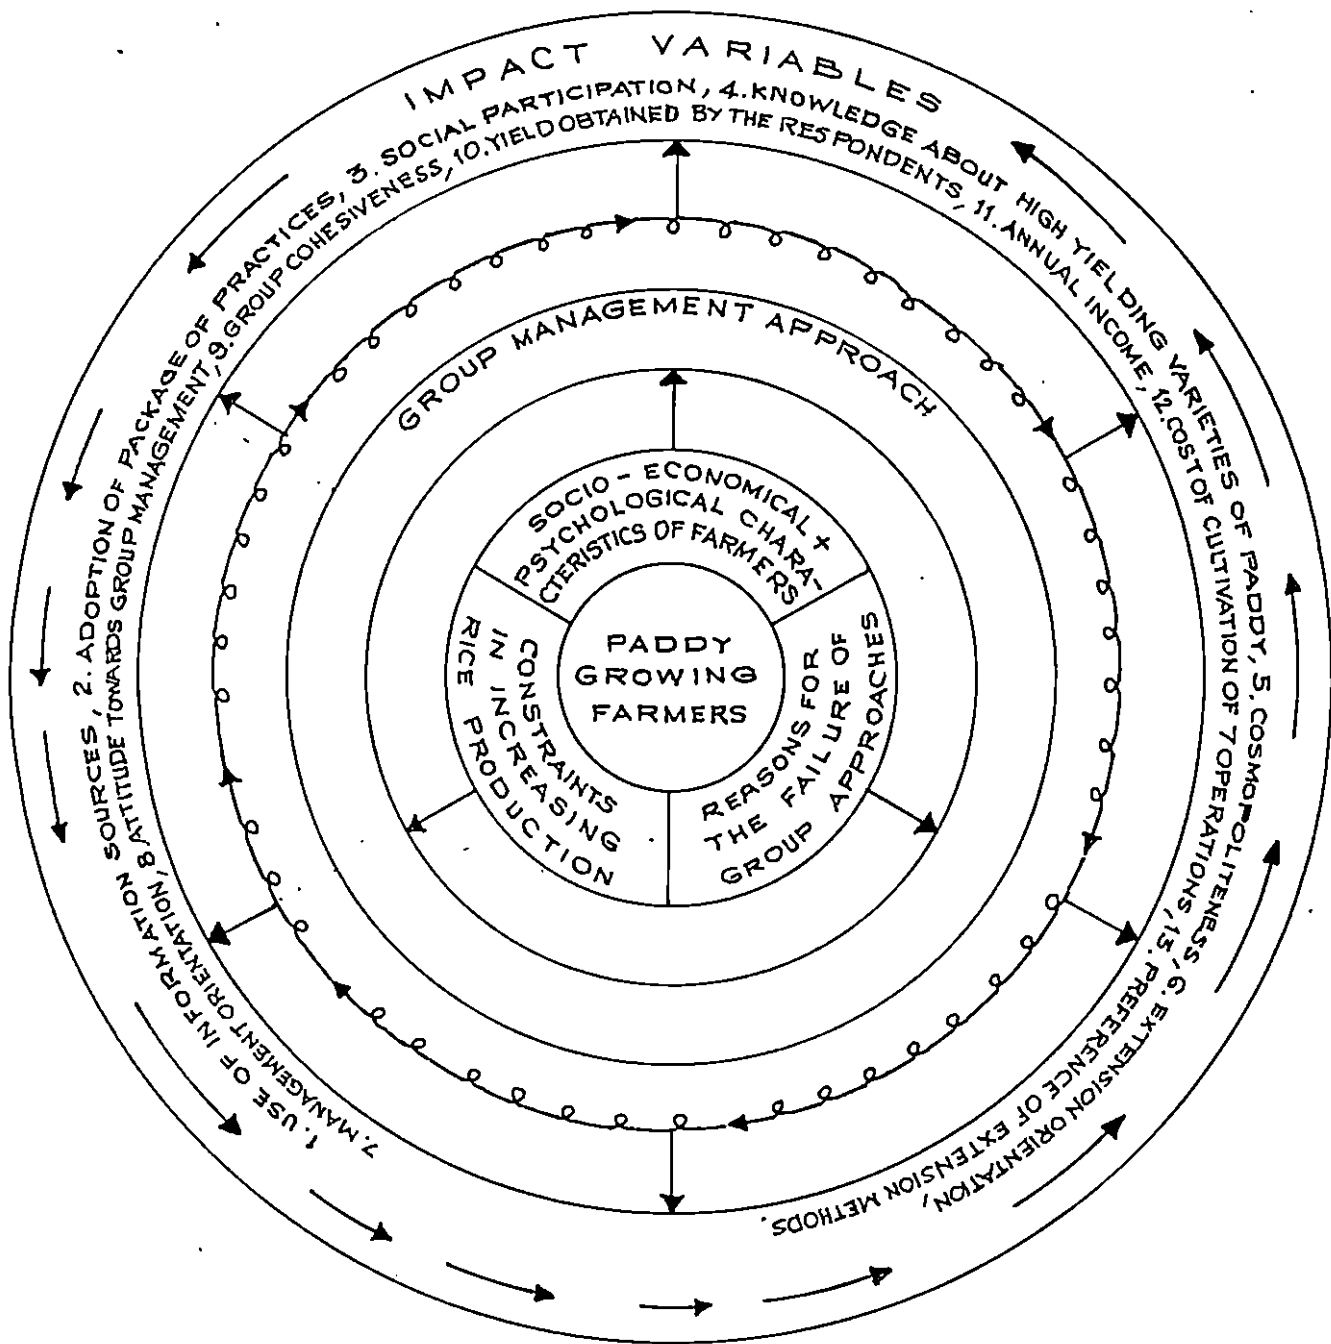 IMPACT VARIABLES
1. USE OF INFORMATION SOURCES, 2. ADOPTION OF PACKAGE OF PRACTICES, 3. SOCIAL PARTICIPATION, 4. KNOWLEDGE ABOUT HIGH YIELDING VARIETIES OF PADDY, 5. COSMOPOLITENESS, 6. EXTENSION ORIENTATION,
7. MANAGEMENT ORIENTATION, 8. ATTITUDE TOWARDS GROUP MANAGEMENT, 9. GROUP COHESIVENESS, 10. YIELD OBTAINED BY THE RESPONDENTS, 11. ANNUAL INCOME, 12. COST OF CULTIVATION OF 7 OPERATIONS, 13. PREFERENCE OF EXTENSION METHODS.
GROUP MANAGEMENT APPROACH
SOCIO - ECONOMICAL +
PSYCHOLOGICAL CHARA-
CTERISTICS OF FARMERS
CONSTRAINTS
IN INCREASING
RICE PRODUCTION
PADDY
GROWING
FARMERS
REASONS FOR
THE FAILURE OF
GROUP APPROACHES